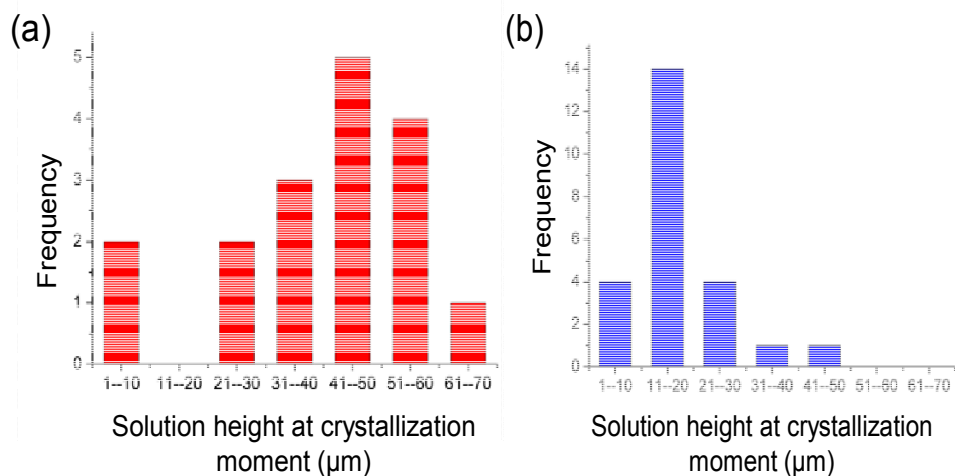 (a)
Frequency
5
4
3
2
1
0
1--10 11--20 21--30 31--40 41--50 51--60 61--70
Solution height at crystallization
moment (µm)
(b)
Frequency
14
12
10
8
6
4
2
0
1--10 11--20 21--30 31--40 41--50 51--60 61--70
Solution height at crystallization
moment (µm)